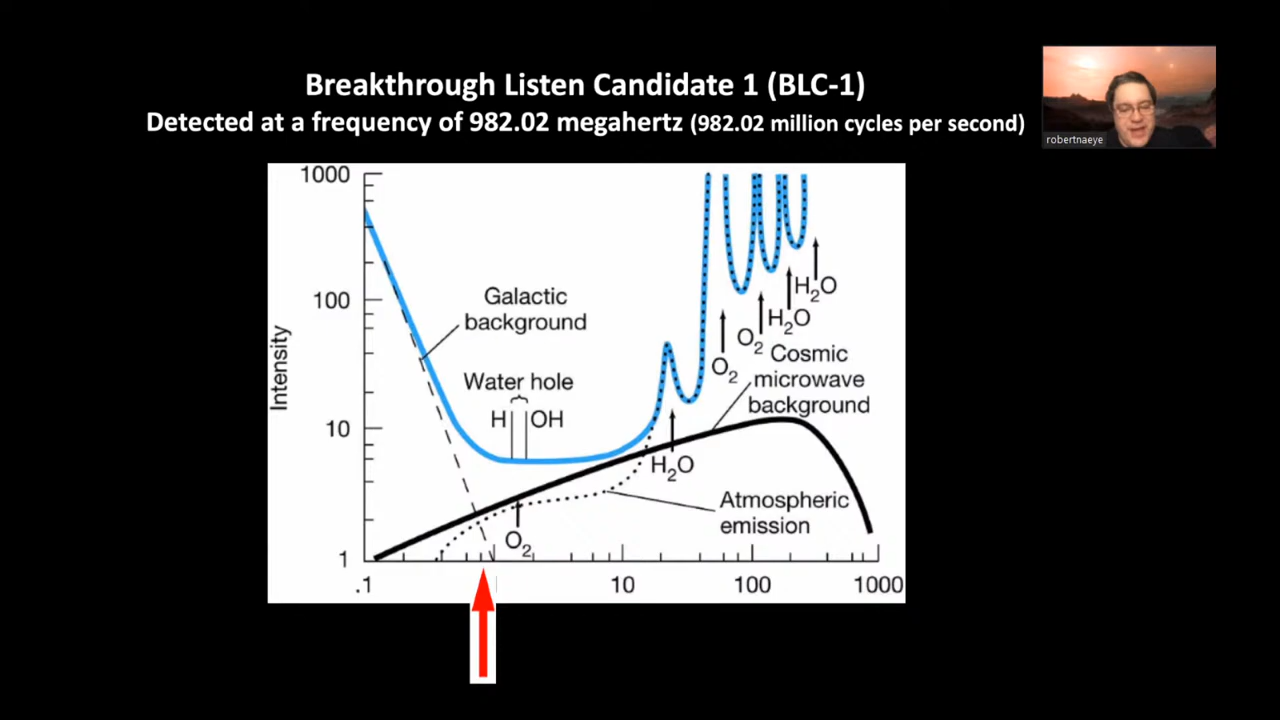 Breakthrough Listen Candidate 1 (BLC-1)
Detected at a frequency of 982.02 megahertz (982.02 million cycles per second)
robertnaeye
1000
100
10
1
Intensity
Galactic
background
Water hole
H
OH
H₂O
H₂O
O₂
O₂
Cosmic
microwave
background
H₂O
Atmospheric
emission
O₂
.1
10
100
1000